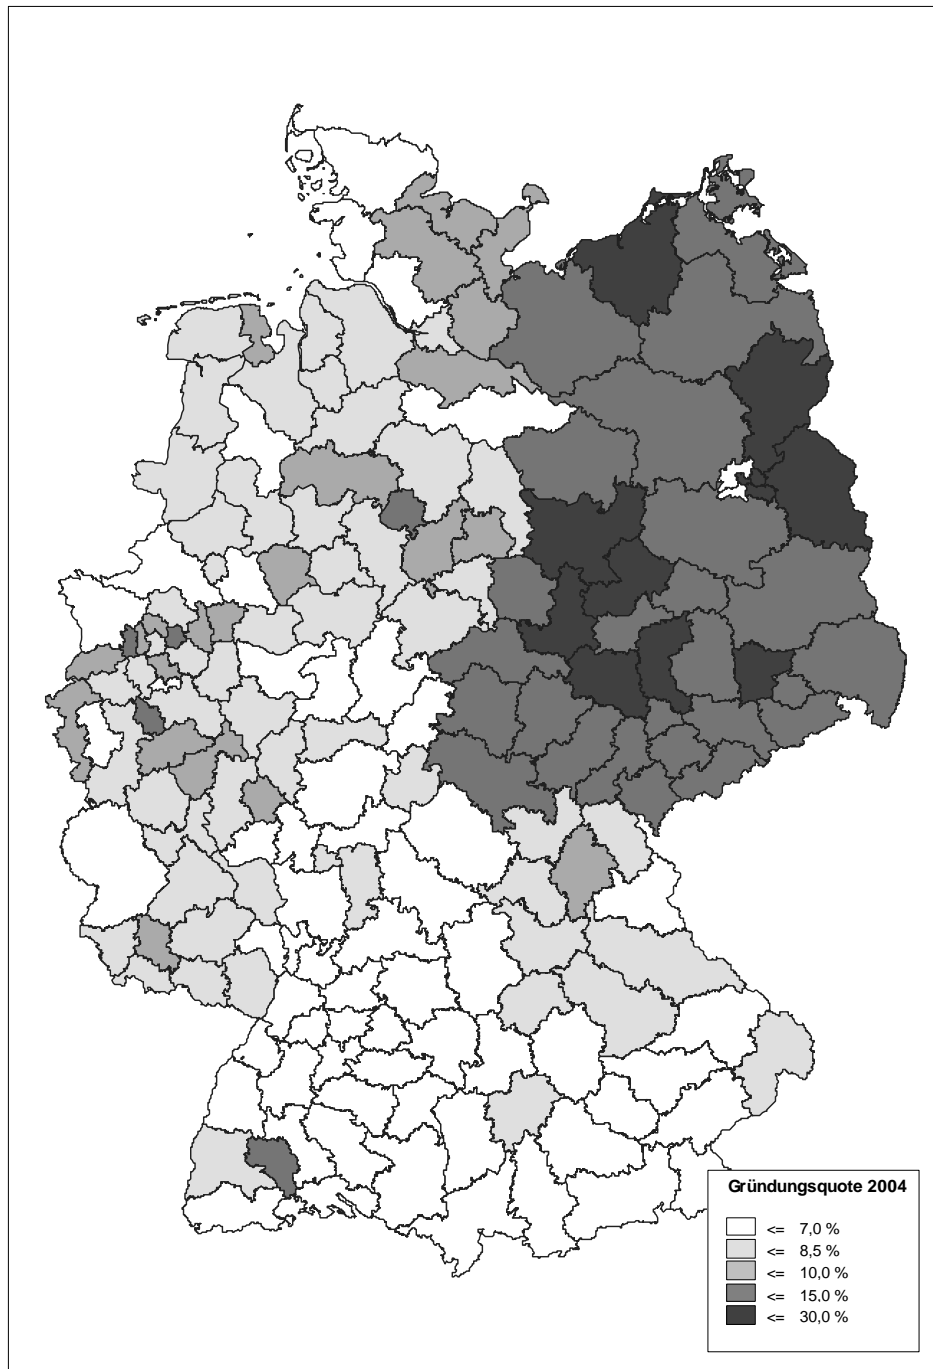 Gründungsquote 2004
<= 7,0 %
<= 8,5 %
<= 10,0 %
<= 15,0 %
<= 30,0 %